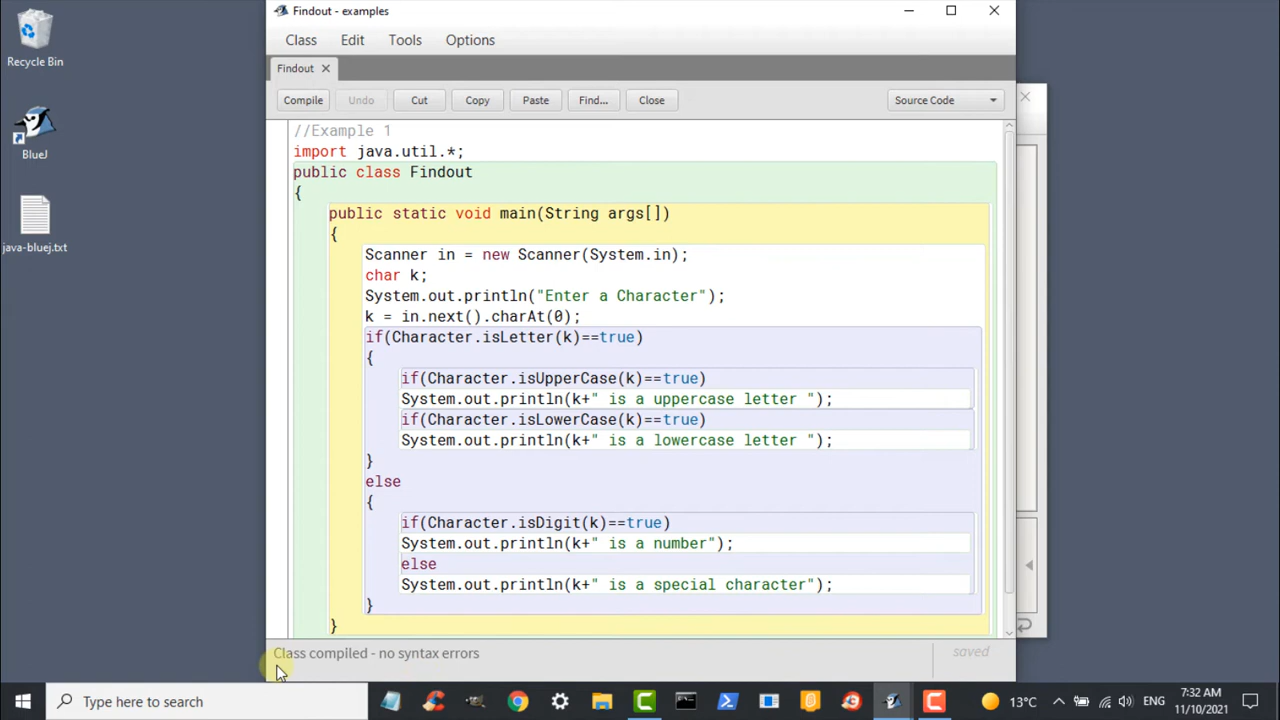 Recycle Bin
BlueJ
java-bluej.txt
Findout - examples
Class Edit Tools Options
Findout
Compile Undo Cut Copy Paste Find... Close Source Code
//Example 1
import java.util.*;
public class Findout
{
public static void main(String args[])
{
Scanner in = new Scanner(System.in);
char k;
System.out.println("Enter a Character");
k = in.next().charAt(0);
if(Character.isLetter(k)==true)
{
if(Character.isUpperCase(k)==true)
System.out.println(k+" is a uppercase letter ");
if(Character.isLowerCase(k)==true)
System.out.println(k+" is a lowercase letter ");
}
else
{
if(Character.isDigit(k)==true)
System.out.println(k+" is a number");
else
System.out.println(k+" is a special character");
}
}
Class compiled - no syntax errors
saved
Type here to search
13°C
ENG
7:32 AM
11/10/2021